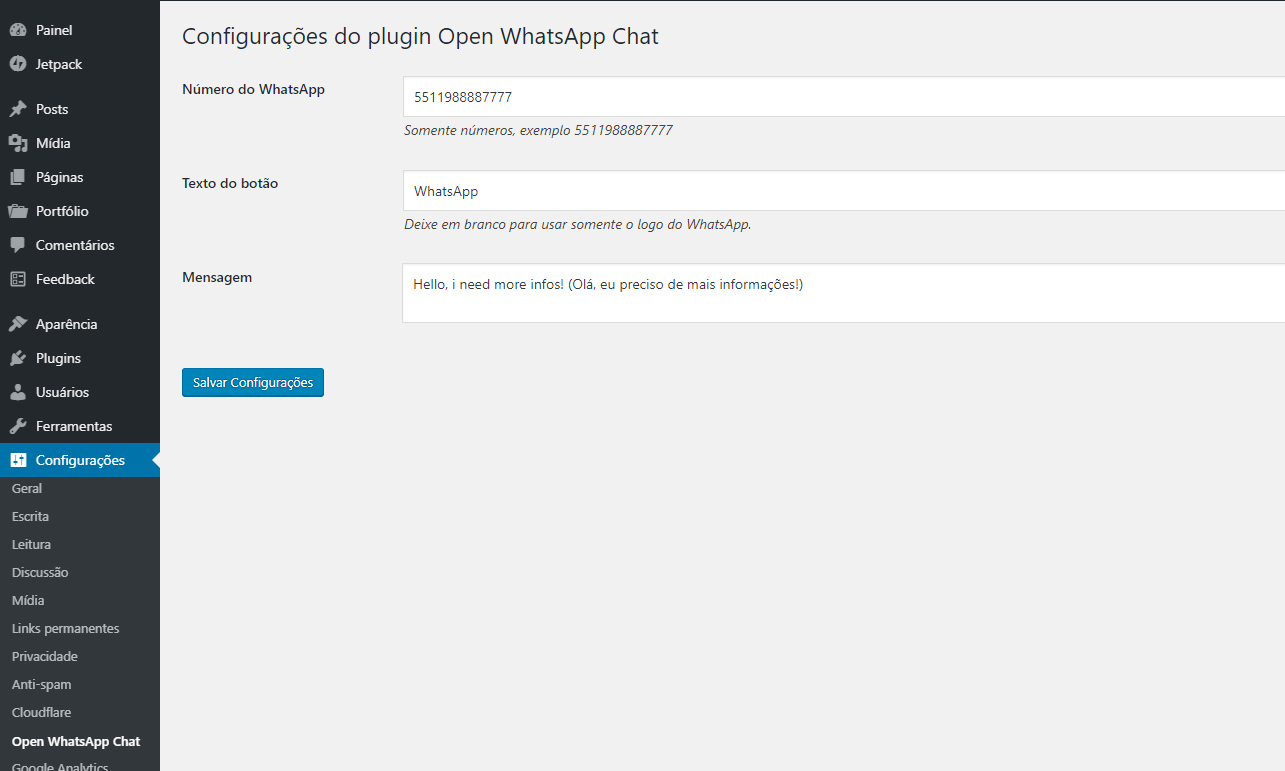 Painel
Jetpack
Posts
Mídia
Páginas
Portfólio
Comentários
Feedback
Aparência
Plugins
Usuários
Ferramentas
Configurações
Geral
Escrita
Leitura
Discussão
Mídia
Links permanentes
Privacidade
Anti-spam
Cloudflare
Open WhatsApp Chat
Google Analytics
Configurações do plugin Open WhatsApp Chat
Número do WhatsApp
5511988887777
Somente números, exemplo 5511988887777
Texto do botão
WhatsApp
Deixe em branco para usar somente o logo do WhatsApp.
Mensagem
Hello, i need more infos! (Olá, eu preciso de mais informações!)
Salvar Configurações